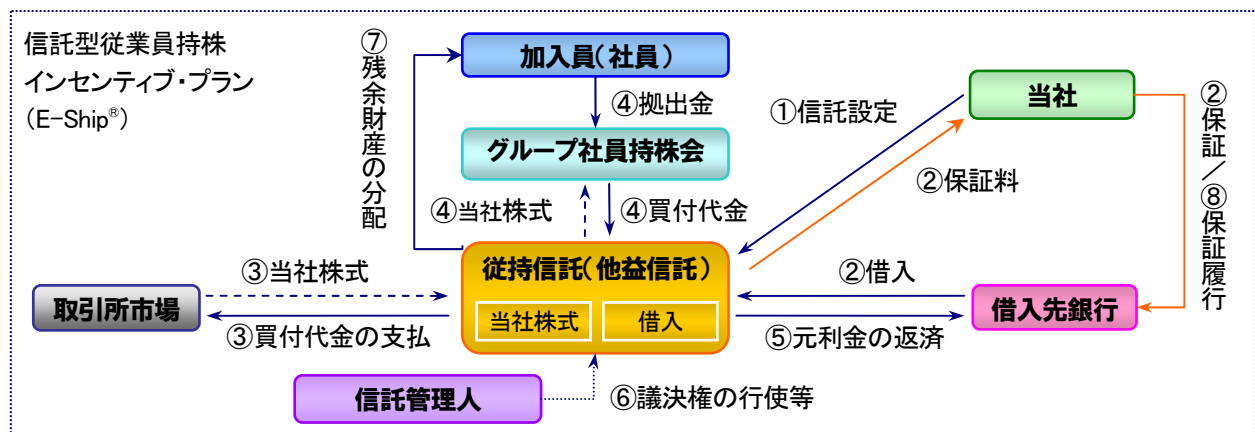 信託型従業員持株
インセンティブ・プラン
(E-Ship®)
⑦残余財産の分配
加入員(社員)
④拠出金
グループ社員持株会
④当社株式
④買付代金
①信託設定
②保証料
当社
②保証/⑧保証履行
③当社株式
取引所市場
③買付代金の支払
従持信託(他益信託)
当社株式
借入
②借入
借入先銀行
⑤元利金の返済
信託管理人
⑥議決権の行使等